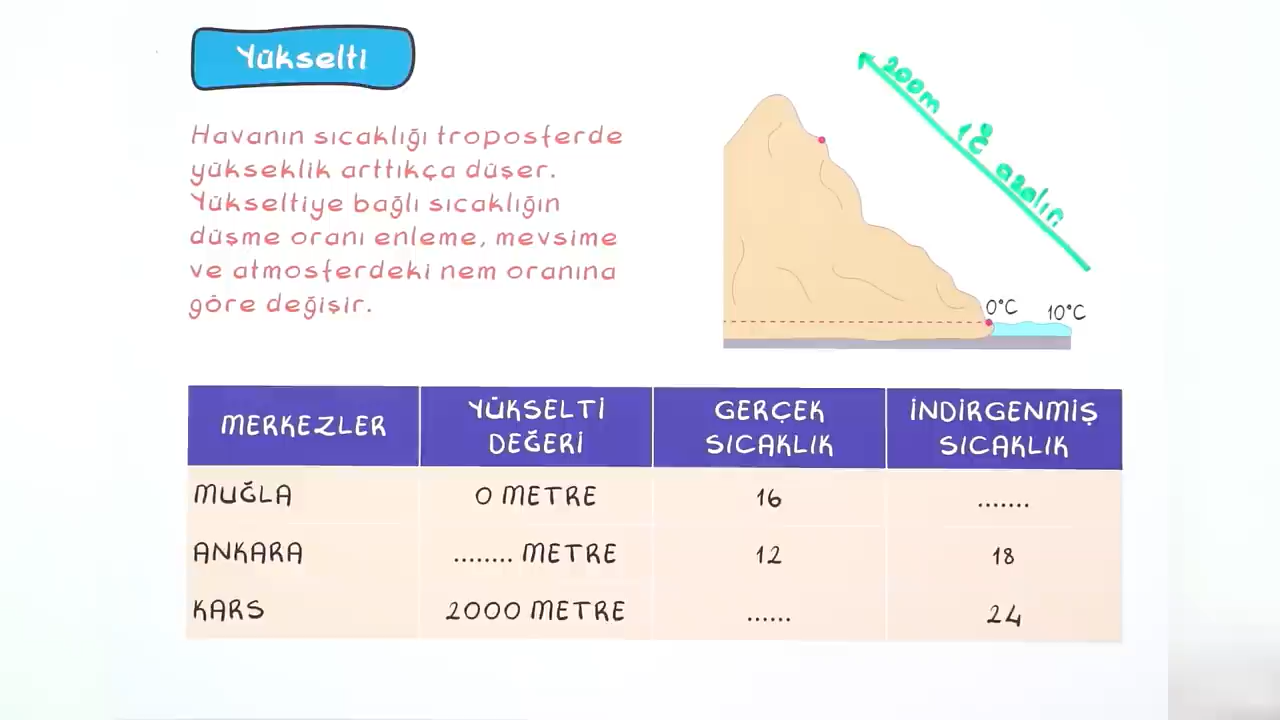 Yükselti
Havanın sıcaklığı troposferde
yükseklik arttıkça düşer.
Yükseltiye bağlı sıcaklığın
düşme oranı enleme, mevsime
ve atmosferdeki nem oranına
göre değişir.
200m 1°C azalır
0°C 10°C
MERKEZLER YÜKSELTİ DEĞERİ GERÇEK SICAKLIK İNDİRGENMİŞ SICAKLIK
MUĞLA 0 METRE 16 .......
ANKARA ........ METRE 12 18
KARS 2000 METRE ...... 24